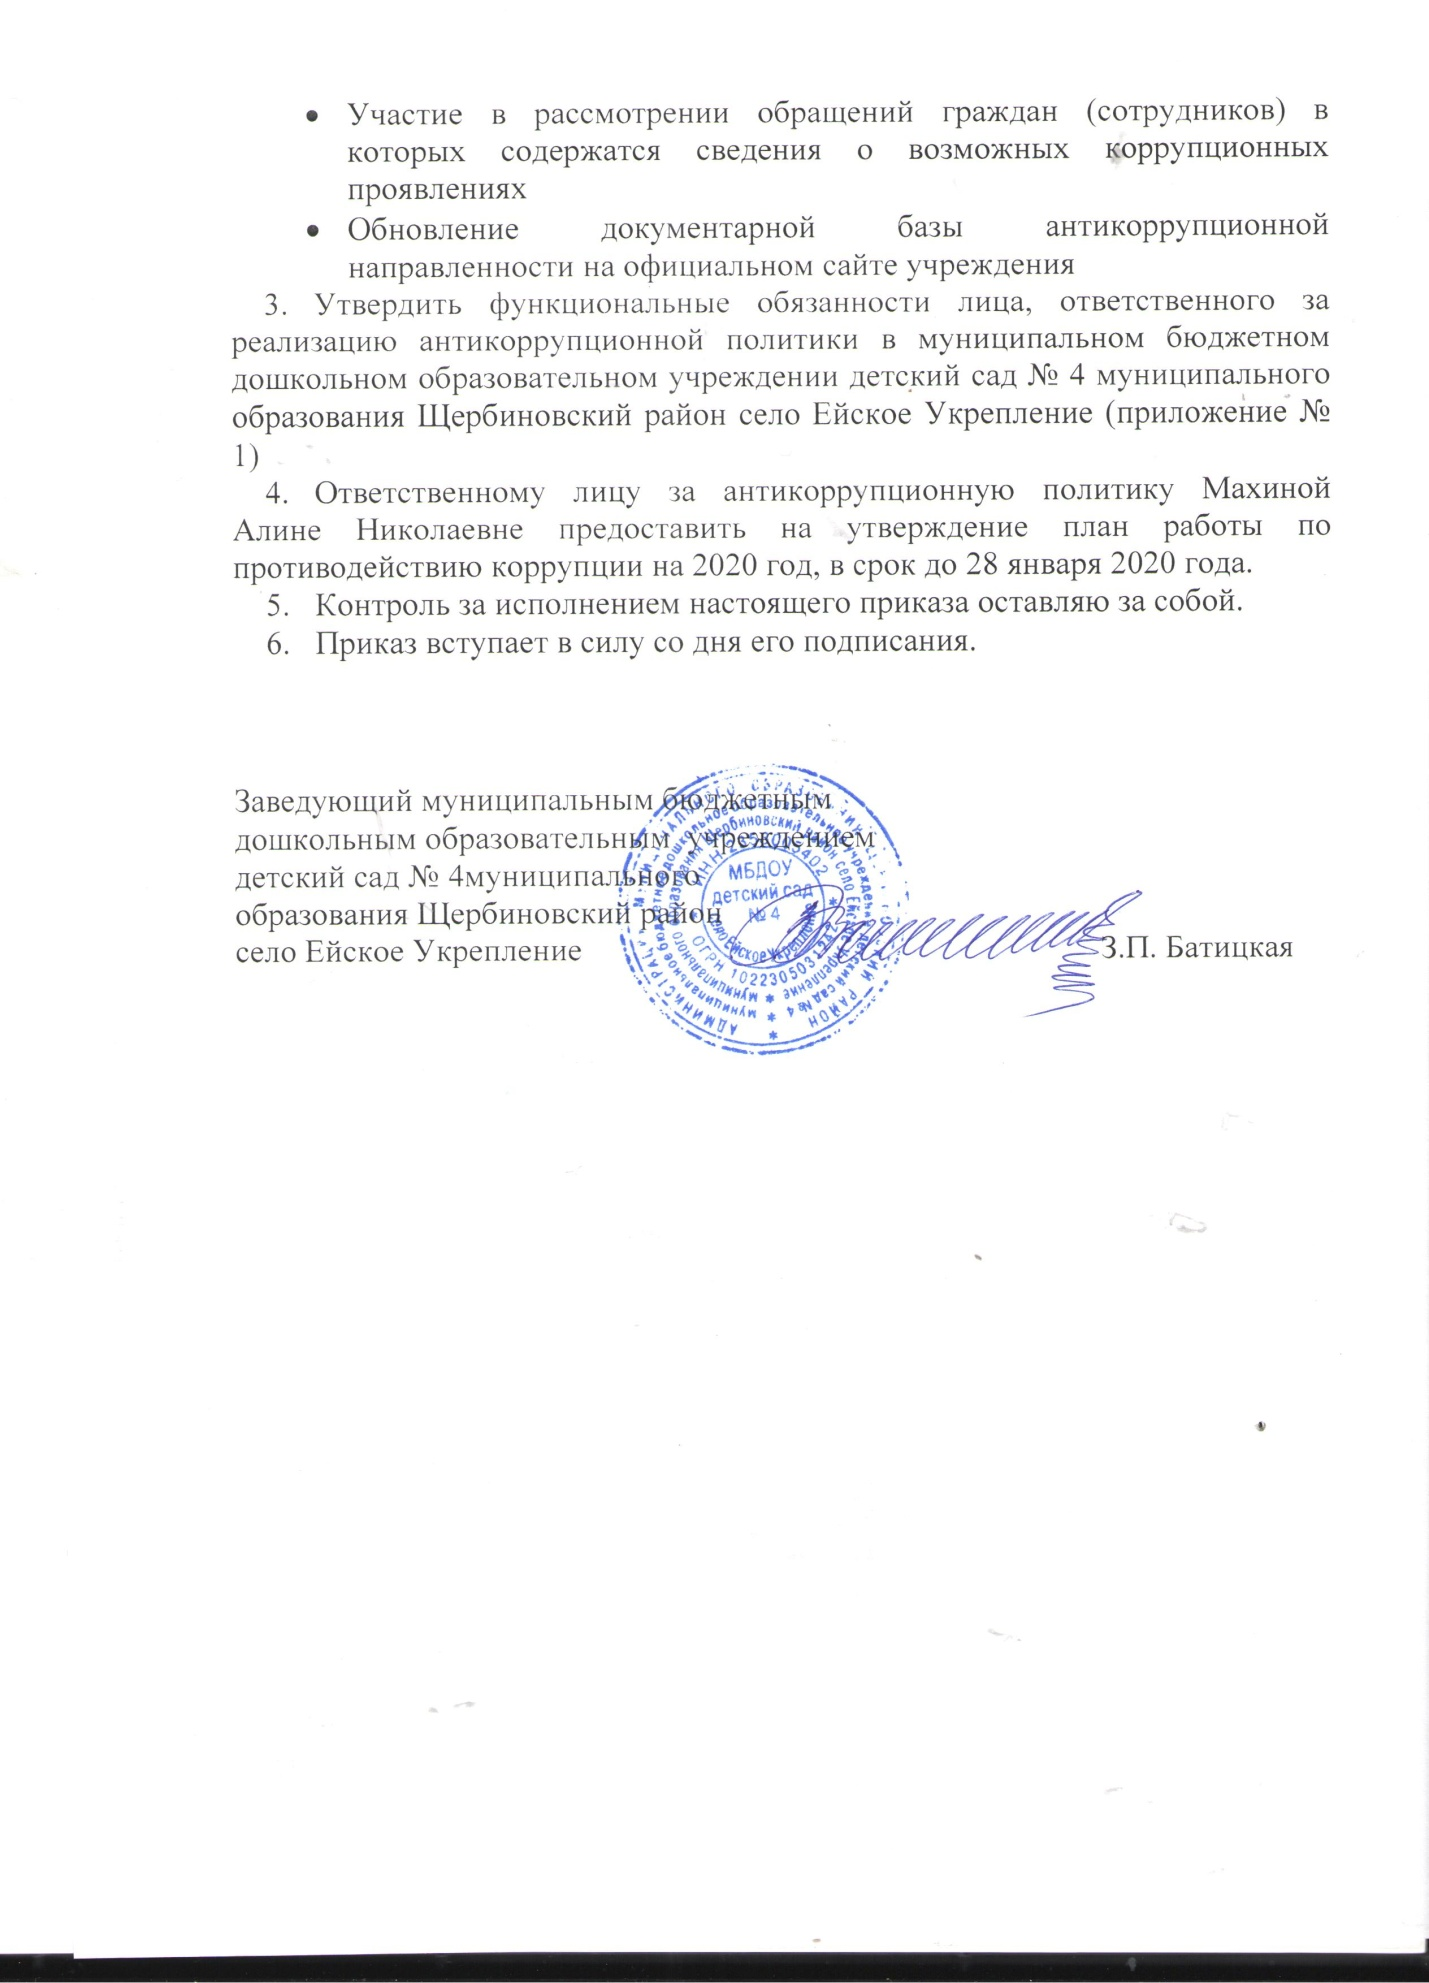 • Участие в рассмотрении обращений граждан (сотрудников) в
которых содержатся сведения о возможных коррупционных
проявлениях
• Обновление документарной базы антикоррупционной
направленности на официальном сайте учреждения
3. Утвердить функциональные обязанности лица, ответственного за
реализацию антикоррупционной политики в муниципальном бюджетном
дошкольном образовательном учреждении детский сад № 4 муниципального
образования Щербиновский район село Ейское Укрепление (приложение №
1)
4. Ответственному лицу за антикоррупционную политику Махиной
Алине Николаевне предоставить на утверждение план работы по
противодействию коррупции на 2020 год, в срок до 28 января 2020 года.
5. Контроль за исполнением настоящего приказа оставляю за собой.
6. Приказ вступает в силу со дня его подписания.
Заведующий муниципальным бюджетным
дошкольным образовательным учреждением
детский сад № 4муниципального
образования Щербиновский район
село Ейское Укрепление З.П. Батицкая
МБДОУ
детский сад
№ 4
село Ейское Укрепление